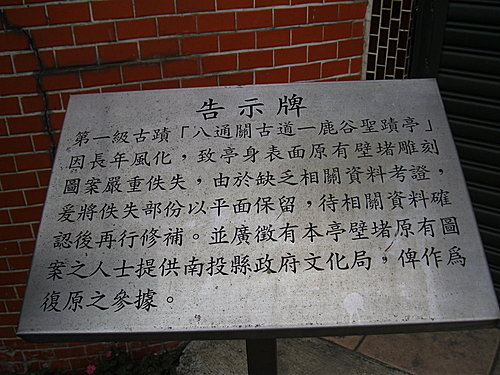 告示牌
第一級古蹟「八通關古道—鹿谷聖蹟亭」
因長年風化，致亭身表面原有壁堵雕刻
圖案嚴重佚失，由於缺乏相關資料考證，
爰將佚失部份以平面保留，待相關資料確
認後再行修補。並廣徵有本亭壁堵原有圖
案之人士提供南投縣政府文化局，俾作為
復原之參據。